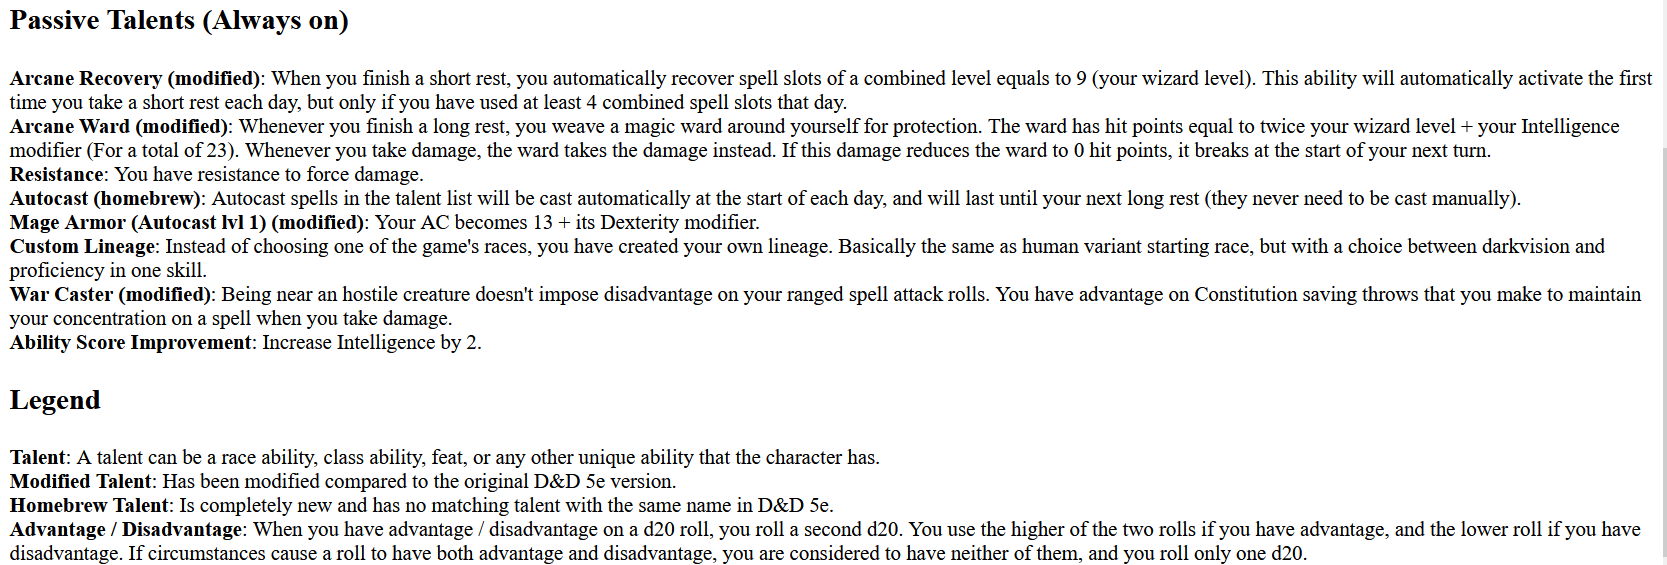 Passive Talents (Always on)
Arcane Recovery (modified): When you finish a short rest, you automatically recover spell slots of a combined level equals to 9 (your wizard level). This ability will automatically activate the first
time you take a short rest each day, but only if you have used at least 4 combined spell slots that day.
Arcane Ward (modified): Whenever you finish a long rest, you weave a magic ward around yourself for protection. The ward has hit points equal to twice your wizard level + your Intelligence
modifier (For a total of 23). Whenever you take damage, the ward takes the damage instead. If this damage reduces the ward to 0 hit points, it breaks at the start of your next turn.
Resistance: You have resistance to force damage.
Autocast (homebrew): Autocast spells in the talent list will be cast automatically at the start of each day, and will last until your next long rest (they never need to be cast manually).
Mage Armor (Autocast lvl 1) (modified): Your AC becomes 13 + its Dexterity modifier.
Custom Lineage: Instead of choosing one of the game's races, you have created your own lineage. Basically the same as human variant starting race, but with a choice between darkvision and
proficiency in one skill.
War Caster (modified): Being near an hostile creature doesn't impose disadvantage on your ranged spell attack rolls. You have advantage on Constitution saving throws that you make to maintain
your concentration on a spell when you take damage.
Ability Score Improvement: Increase Intelligence by 2.
Legend
Talent: A talent can be a race ability, class ability, feat, or any other unique ability that the character has.
Modified Talent: Has been modified compared to the original D&D 5e version.
Homebrew Talent: Is completely new and has no matching talent with the same name in D&D 5e.
Advantage / Disadvantage: When you have advantage / disadvantage on a d20 roll, you roll a second d20. You use the higher of the two rolls if you have advantage, and the lower roll if you have
disadvantage. If circumstances cause a roll to have both advantage and disadvantage, you are considered to have neither of them, and you roll only one d20.